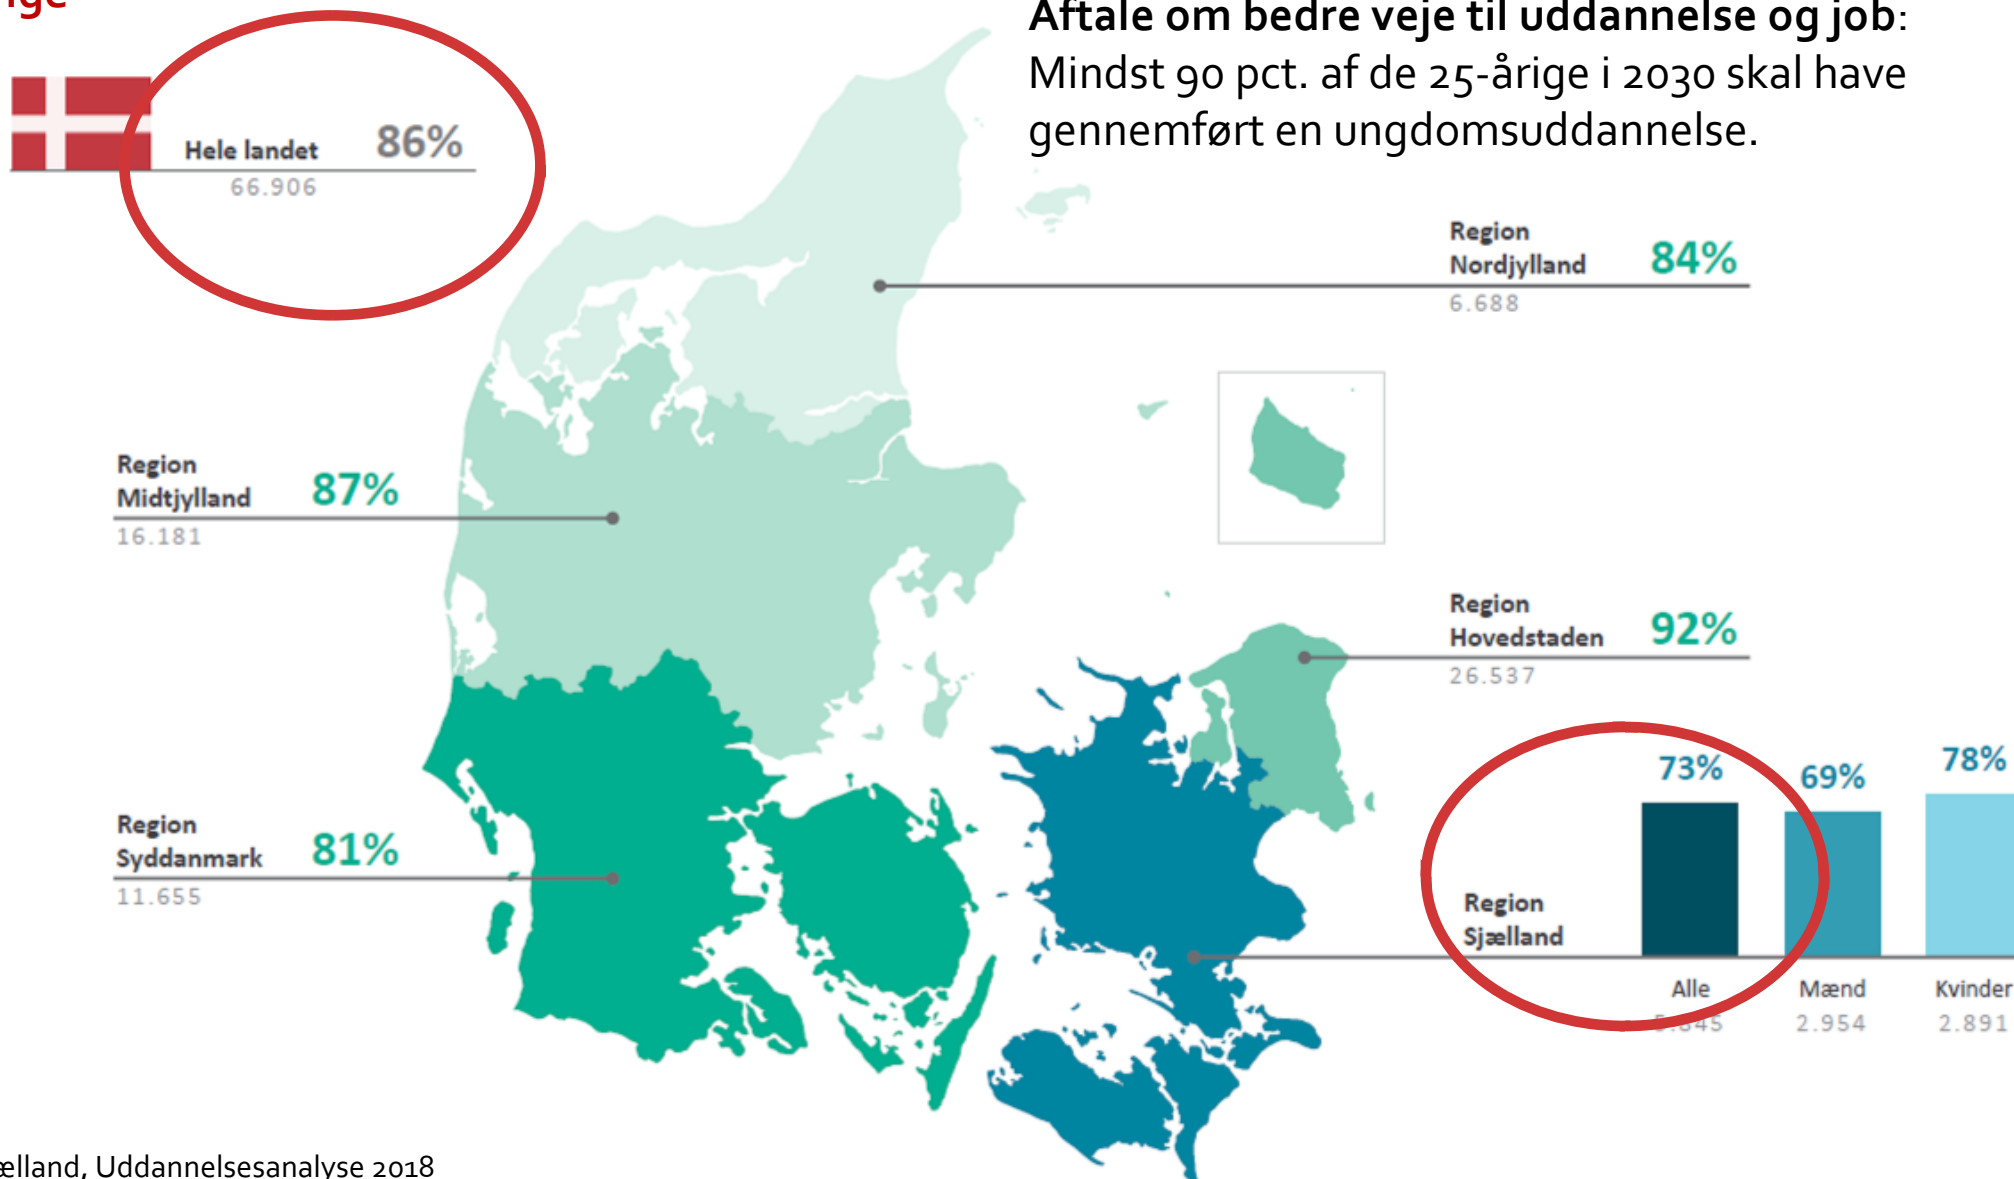 Aftale om bedre veje til uddannelse og job:
Mindst 90 pct. af de 25-årige i 2030 skal have
gennemført en ungdomsuddannelse.
Hele landet 86%
66.906
Region
Nordjylland 84%
6.688
Region
Midtjylland 87%
16.181
Region
Hovedstaden 92%
26.537
Region
Syddanmark 81%
11.655
Region
Sjælland
73% 69% 78%
Alle Mænd Kvinder
5.845 2.954 2.891
ælland, Uddannelsesanalyse 2018